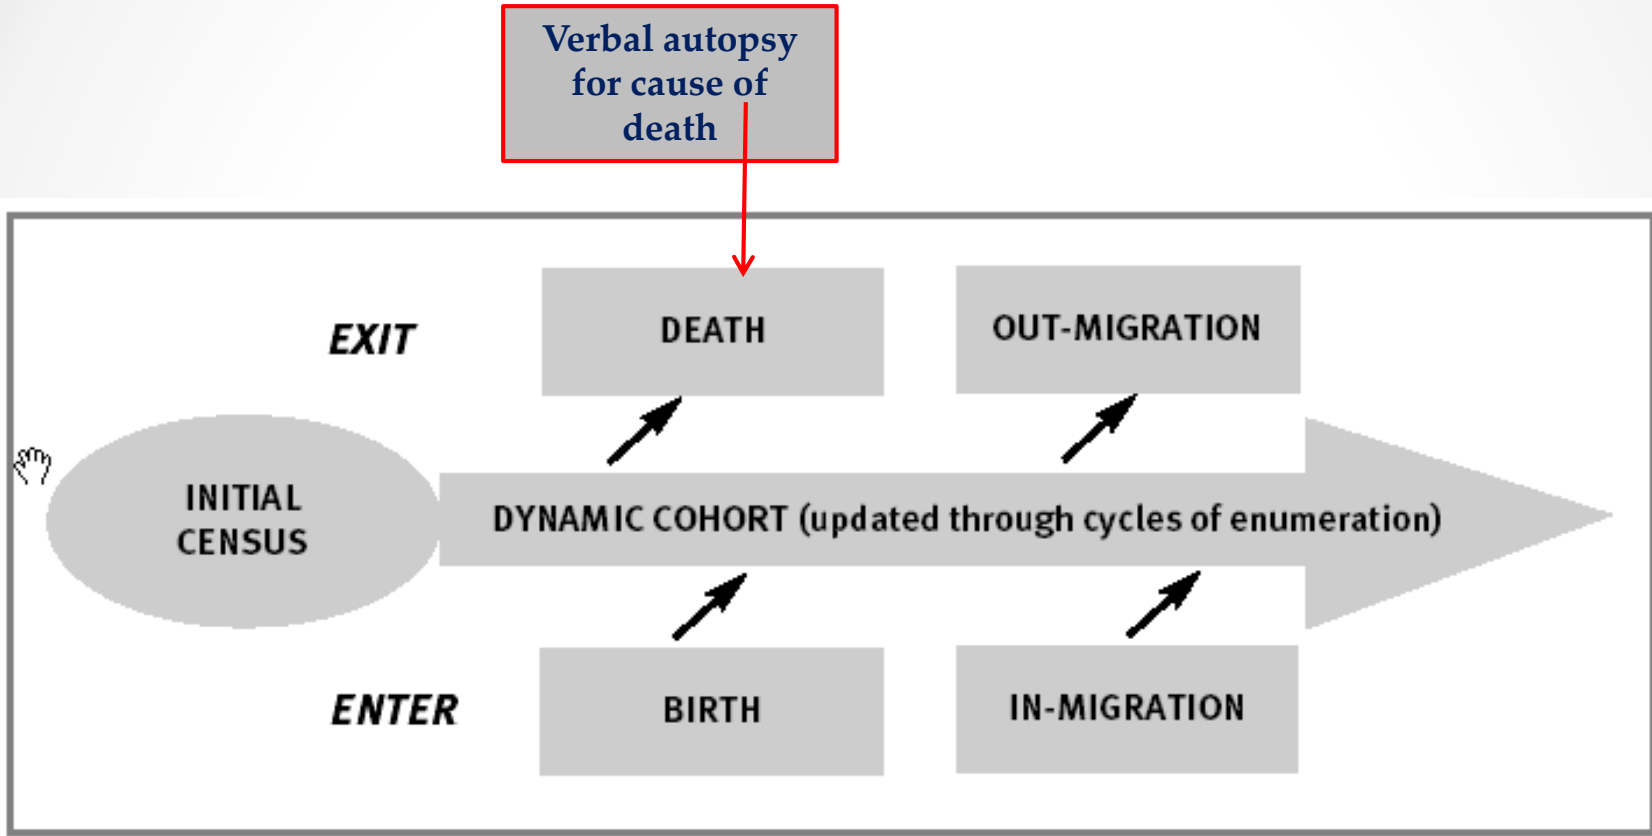 Verbal autopsy
for cause of
death
EXIT
DEATH
OUT-MIGRATION
INITIAL
CENSUS
DYNAMIC COHORT (updated through cycles of enumeration)
ENTER
BIRTH
IN-MIGRATION